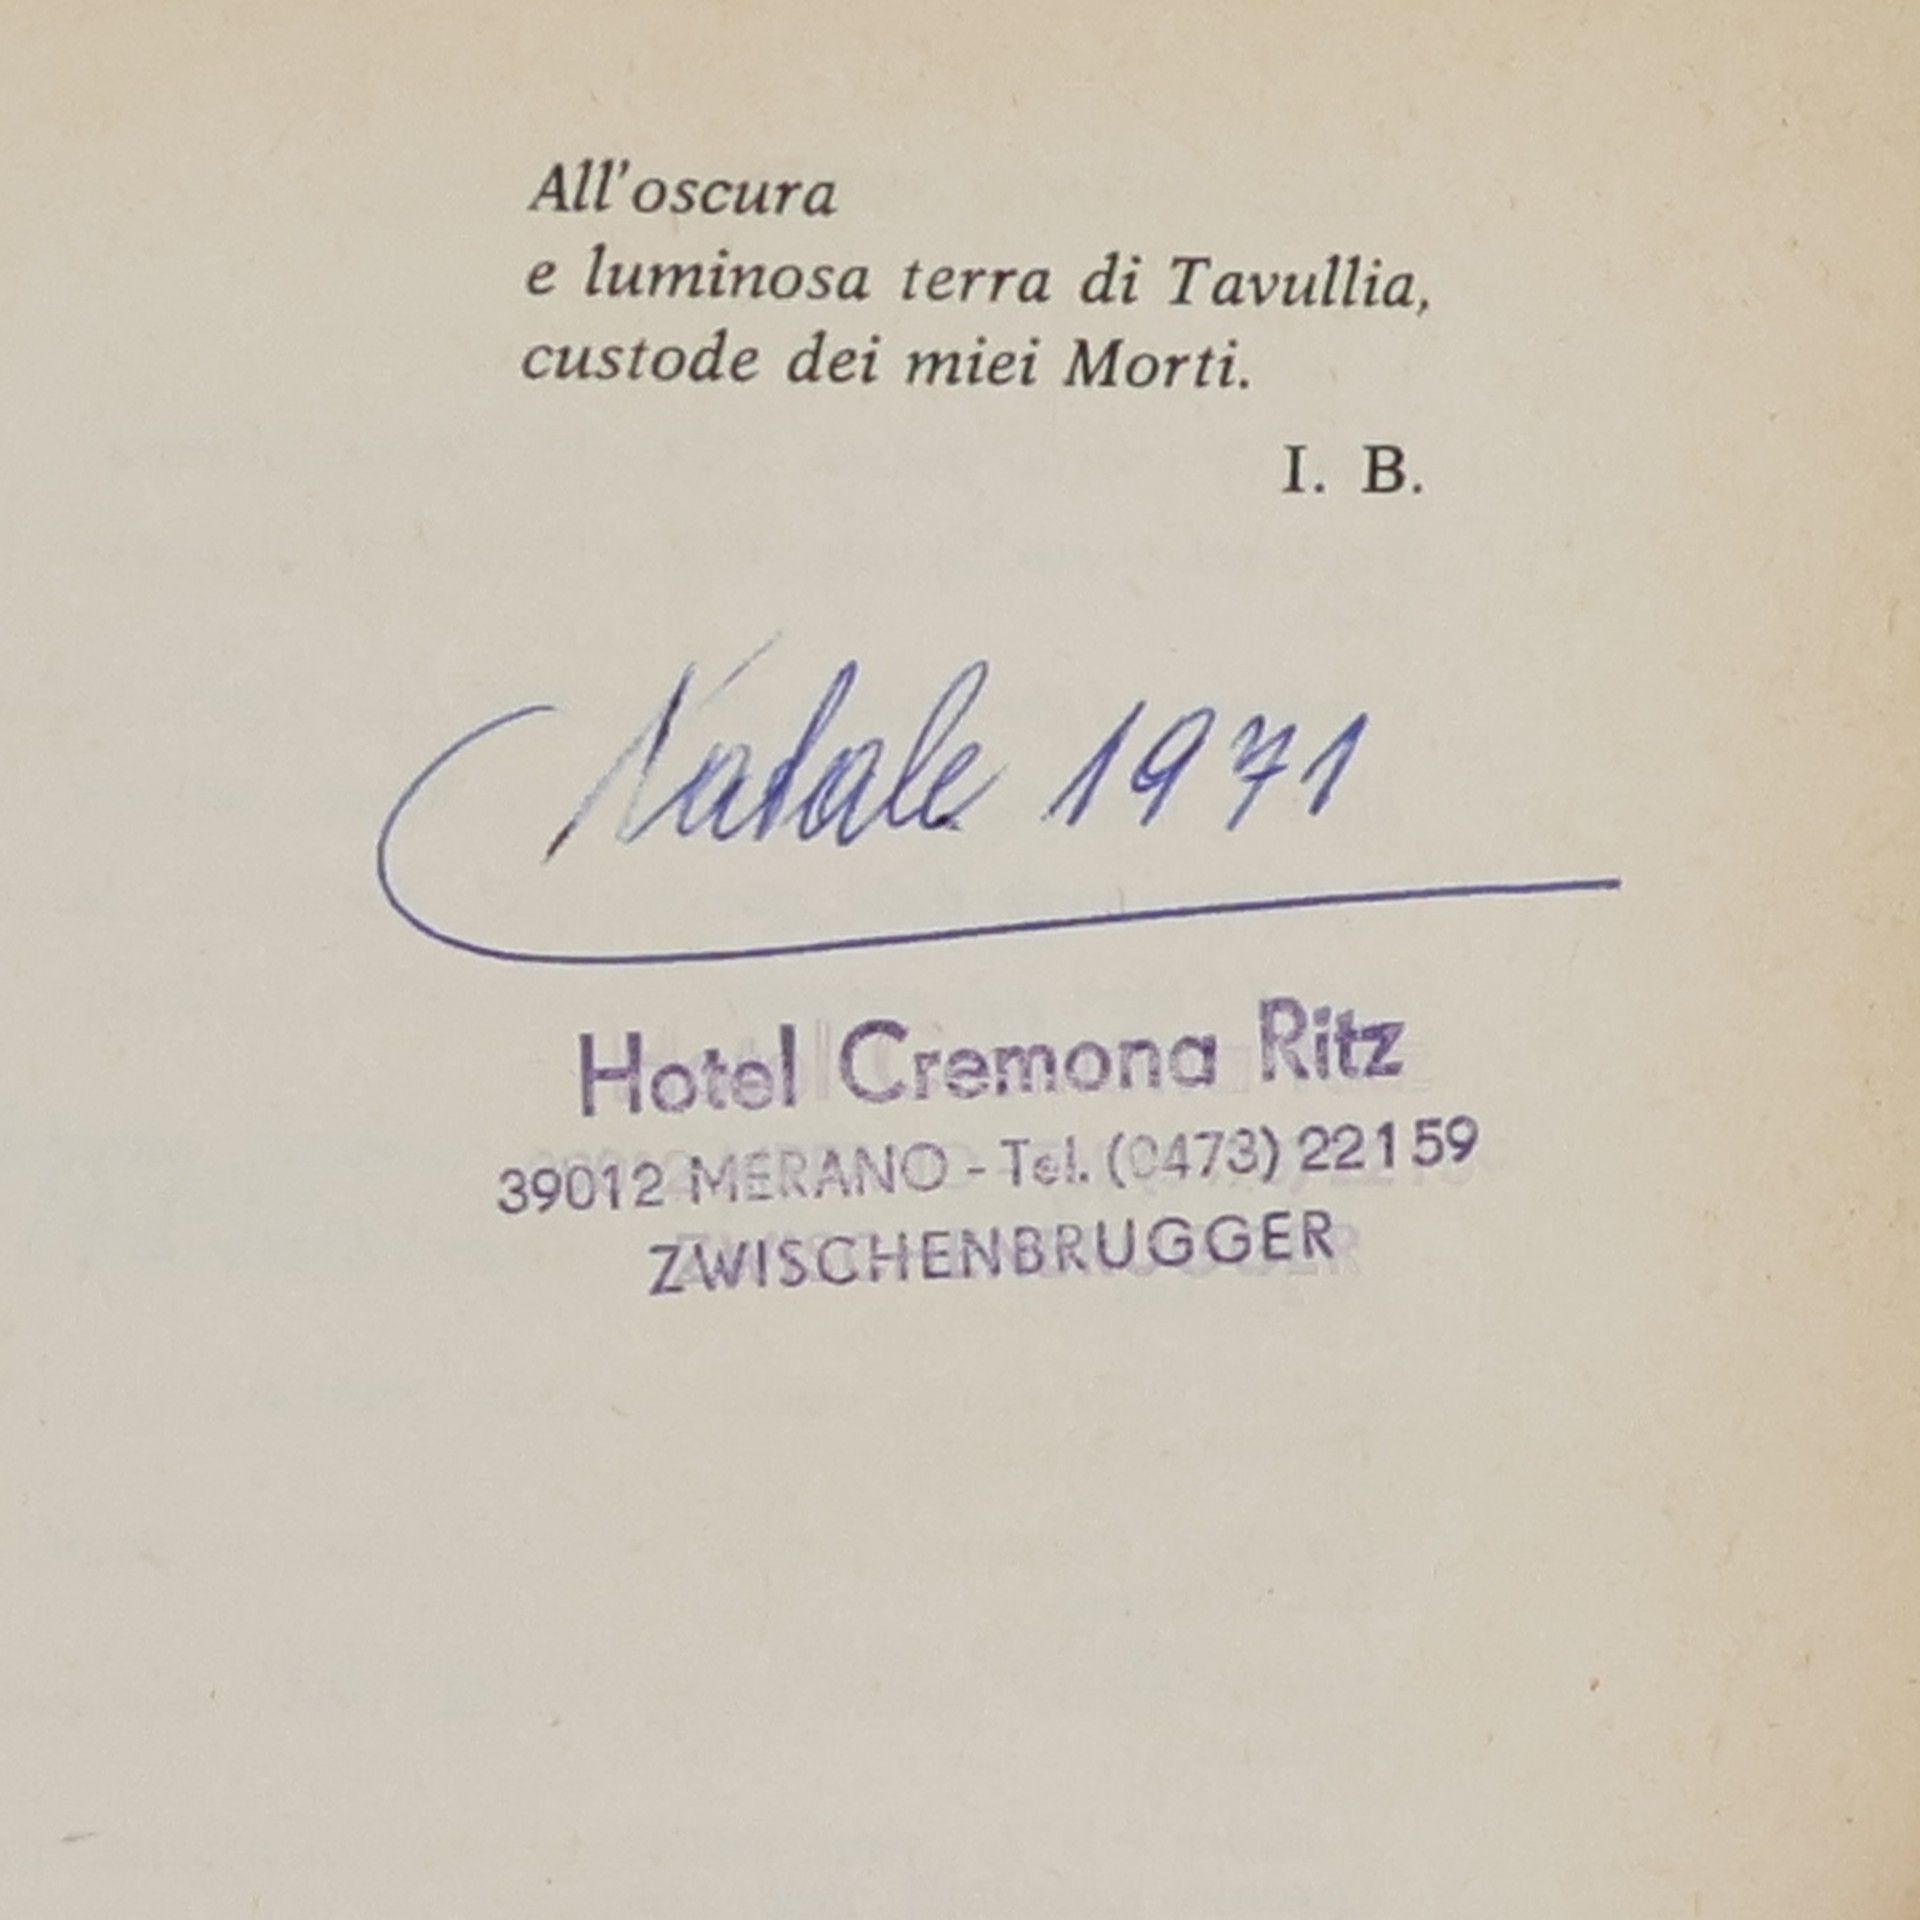 All'oscura
e luminosa terra di Tavullia,
custode dei miei Morti.
I. B.
Natale 1971
Hotel Cremona Ritz
39012 MERANO - Tel. (0473) 22159
ZWISCHENBRUGGER